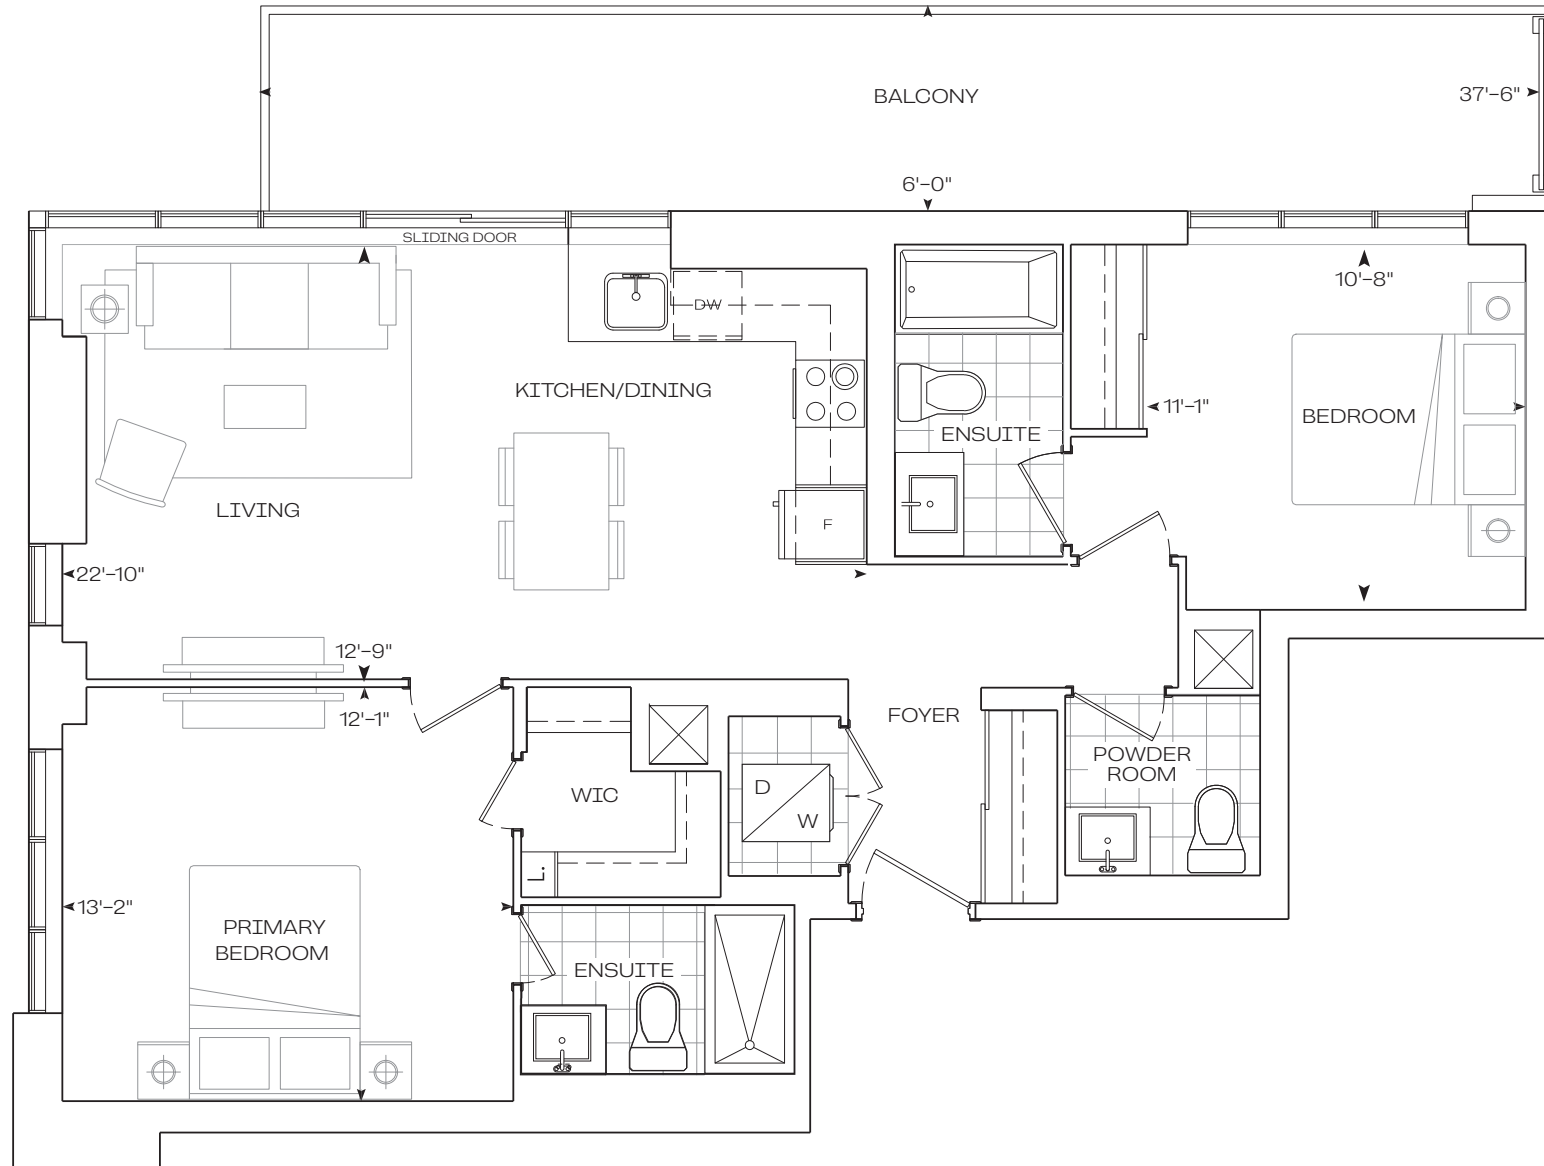 BALCONY
37'-6"
6'-0"
SLIDING DOOR
10'-8"
DW
KITCHEN/DINING
11'-1"
BEDROOM
ENSUITE
LIVING
F
22'-10"
12'-9"
12'-1"
FOYER
POWDER
ROOM
D
WIC
W
L.
13'-2"
PRIMARY
BEDROOM
ENSUITE